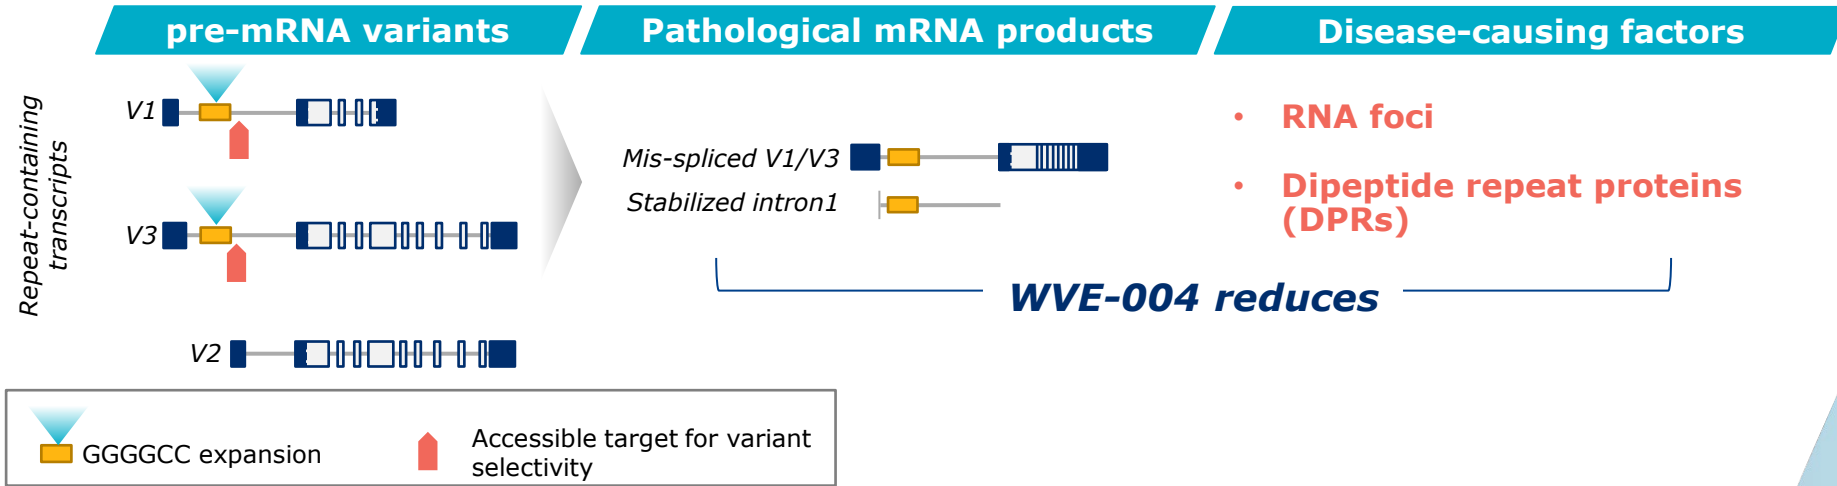 pre-mRNA variants
Pathological mRNA products
Disease-causing factors
Repeat-containing
transcripts
V1
V3
V2
Mis-spliced V1/V3
Stabilized intron1
• RNA foci
• Dipeptide repeat proteins
(DPRs)
WVE-004 reduces
GGGGCC expansion
Accessible target for variant
selectivity